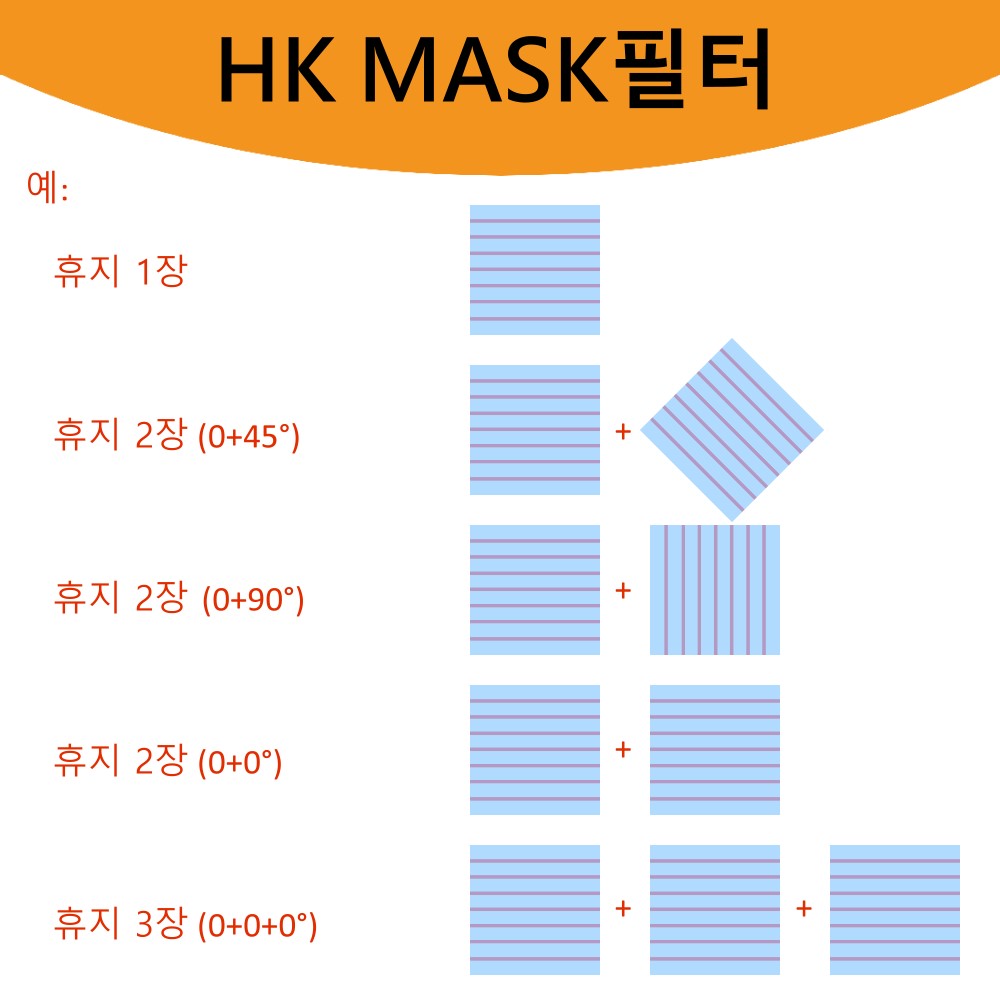 HK MASK필터
예:
휴지 1장
휴지 2장 (0+45°)
+
휴지 2장 (0+90°)
+
휴지 2장 (0+0°)
+
휴지 3장 (0+0+0°)
+ +